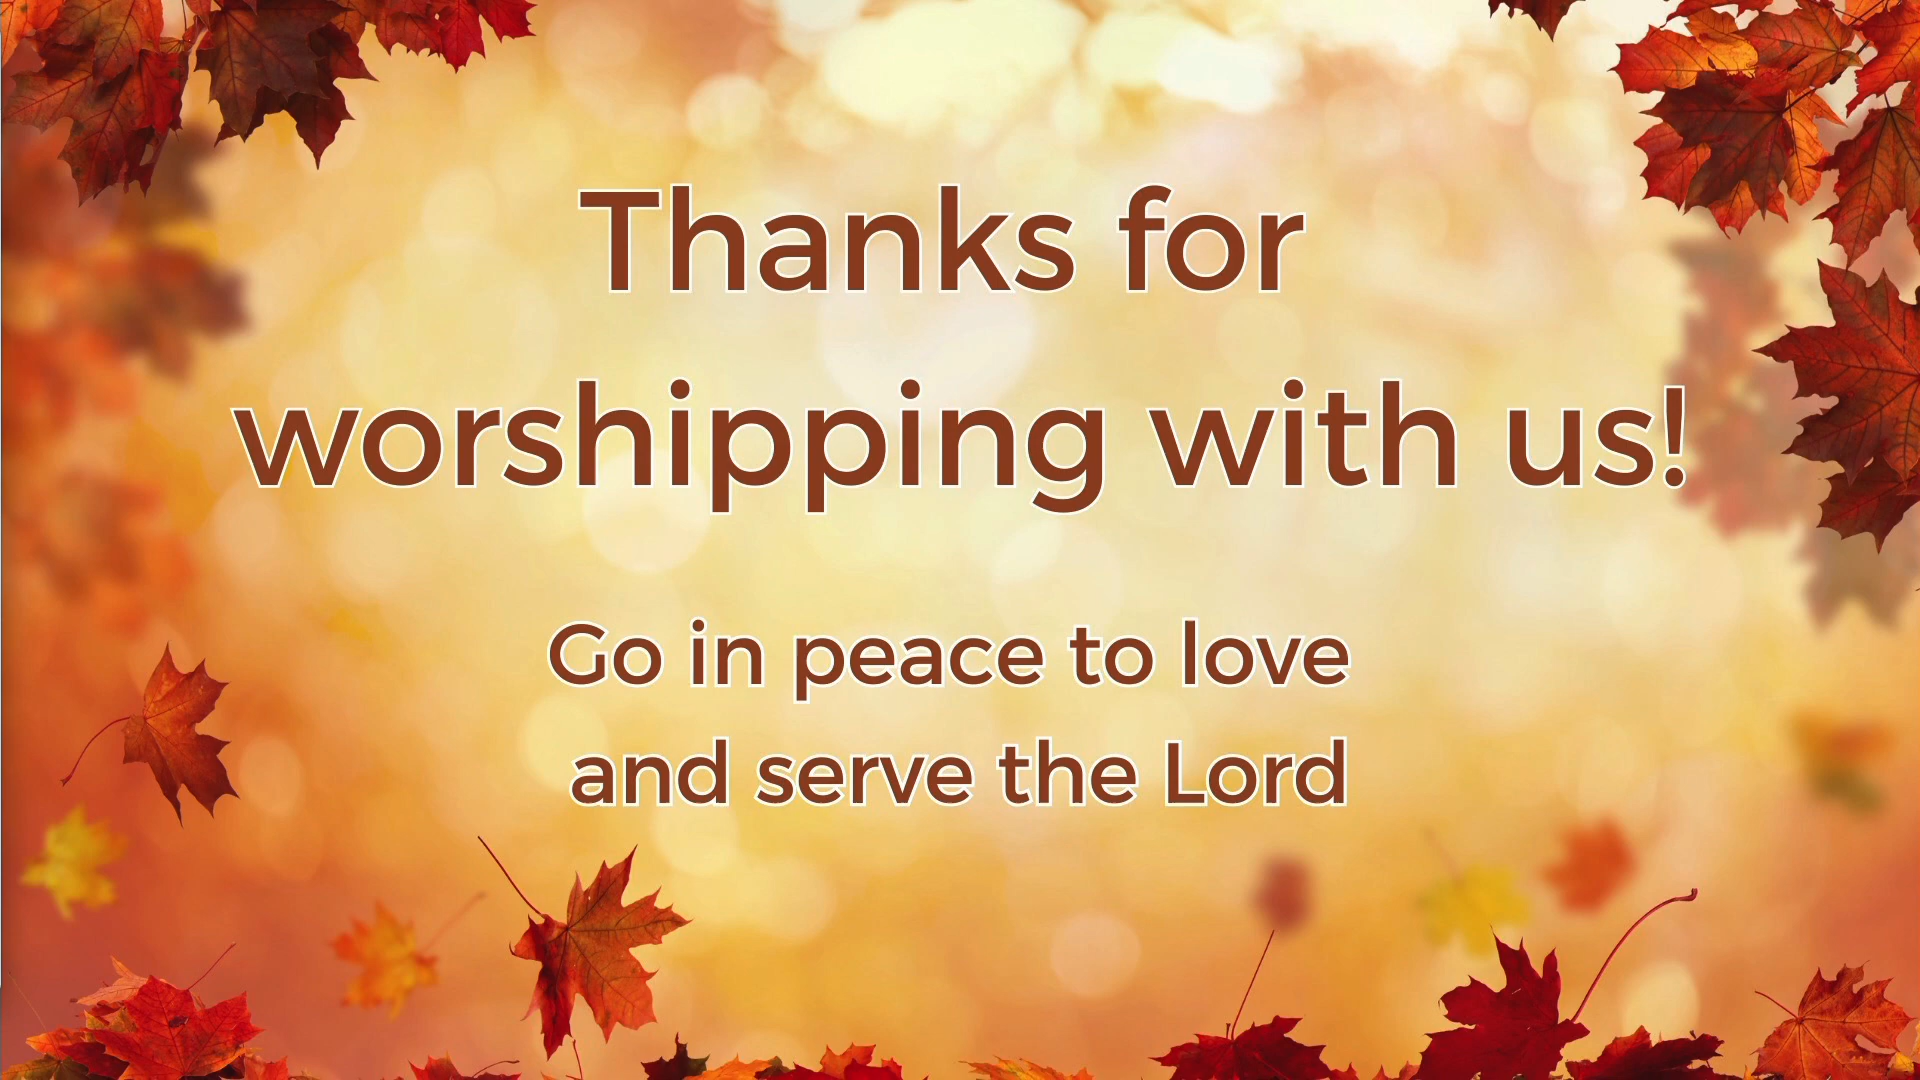 Thanks for
worshipping with us!
Go in peace to love
and serve the Lord